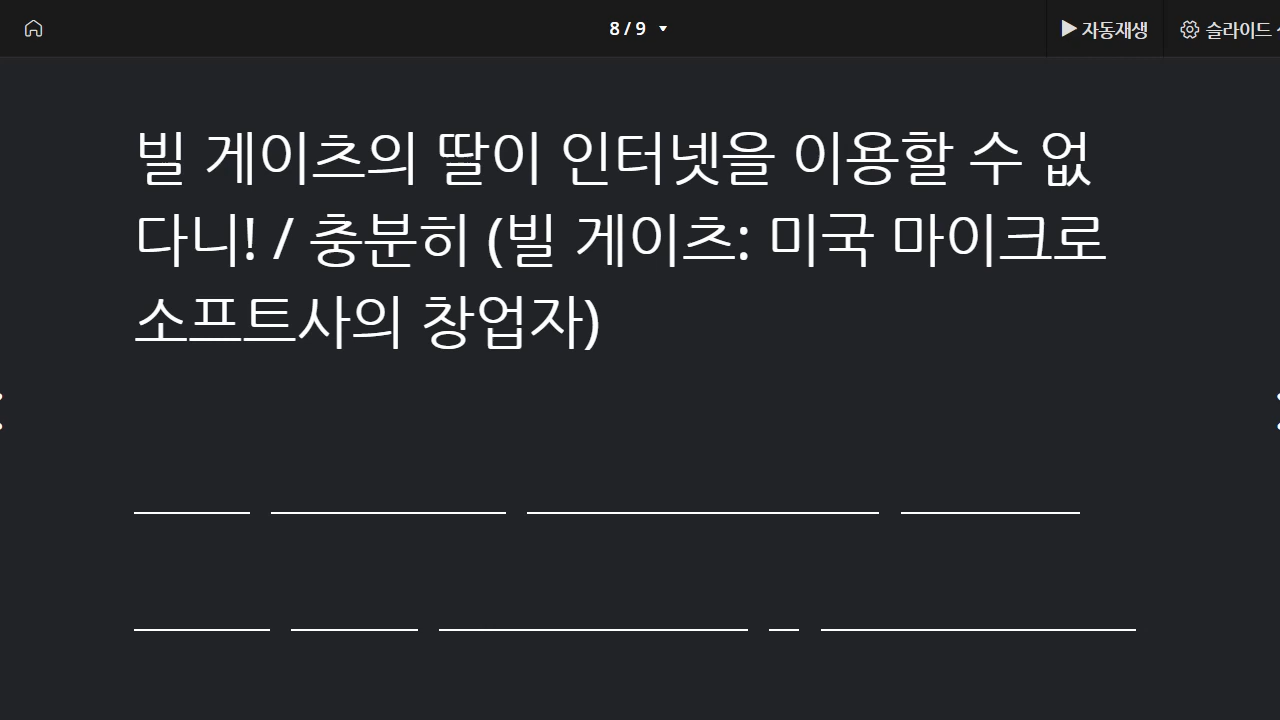 8 / 9
자동재생
슬라이드
빌 게이츠의 딸이 인터넷을 이용할 수 없
다니! / 충분히 (빌 게이츠: 미국 마이크로
소프트사의 창업자)